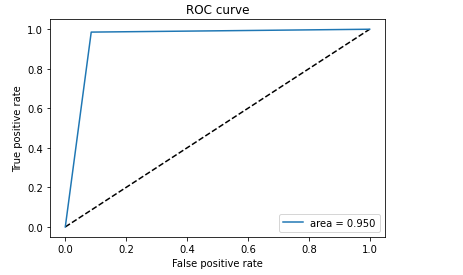 ROC curve
True positive rate
1.0
0.8
0.6
0.4
0.2
0.0
area = 0.950
0.0 0.2 0.4 0.6 0.8 1.0
False positive rate